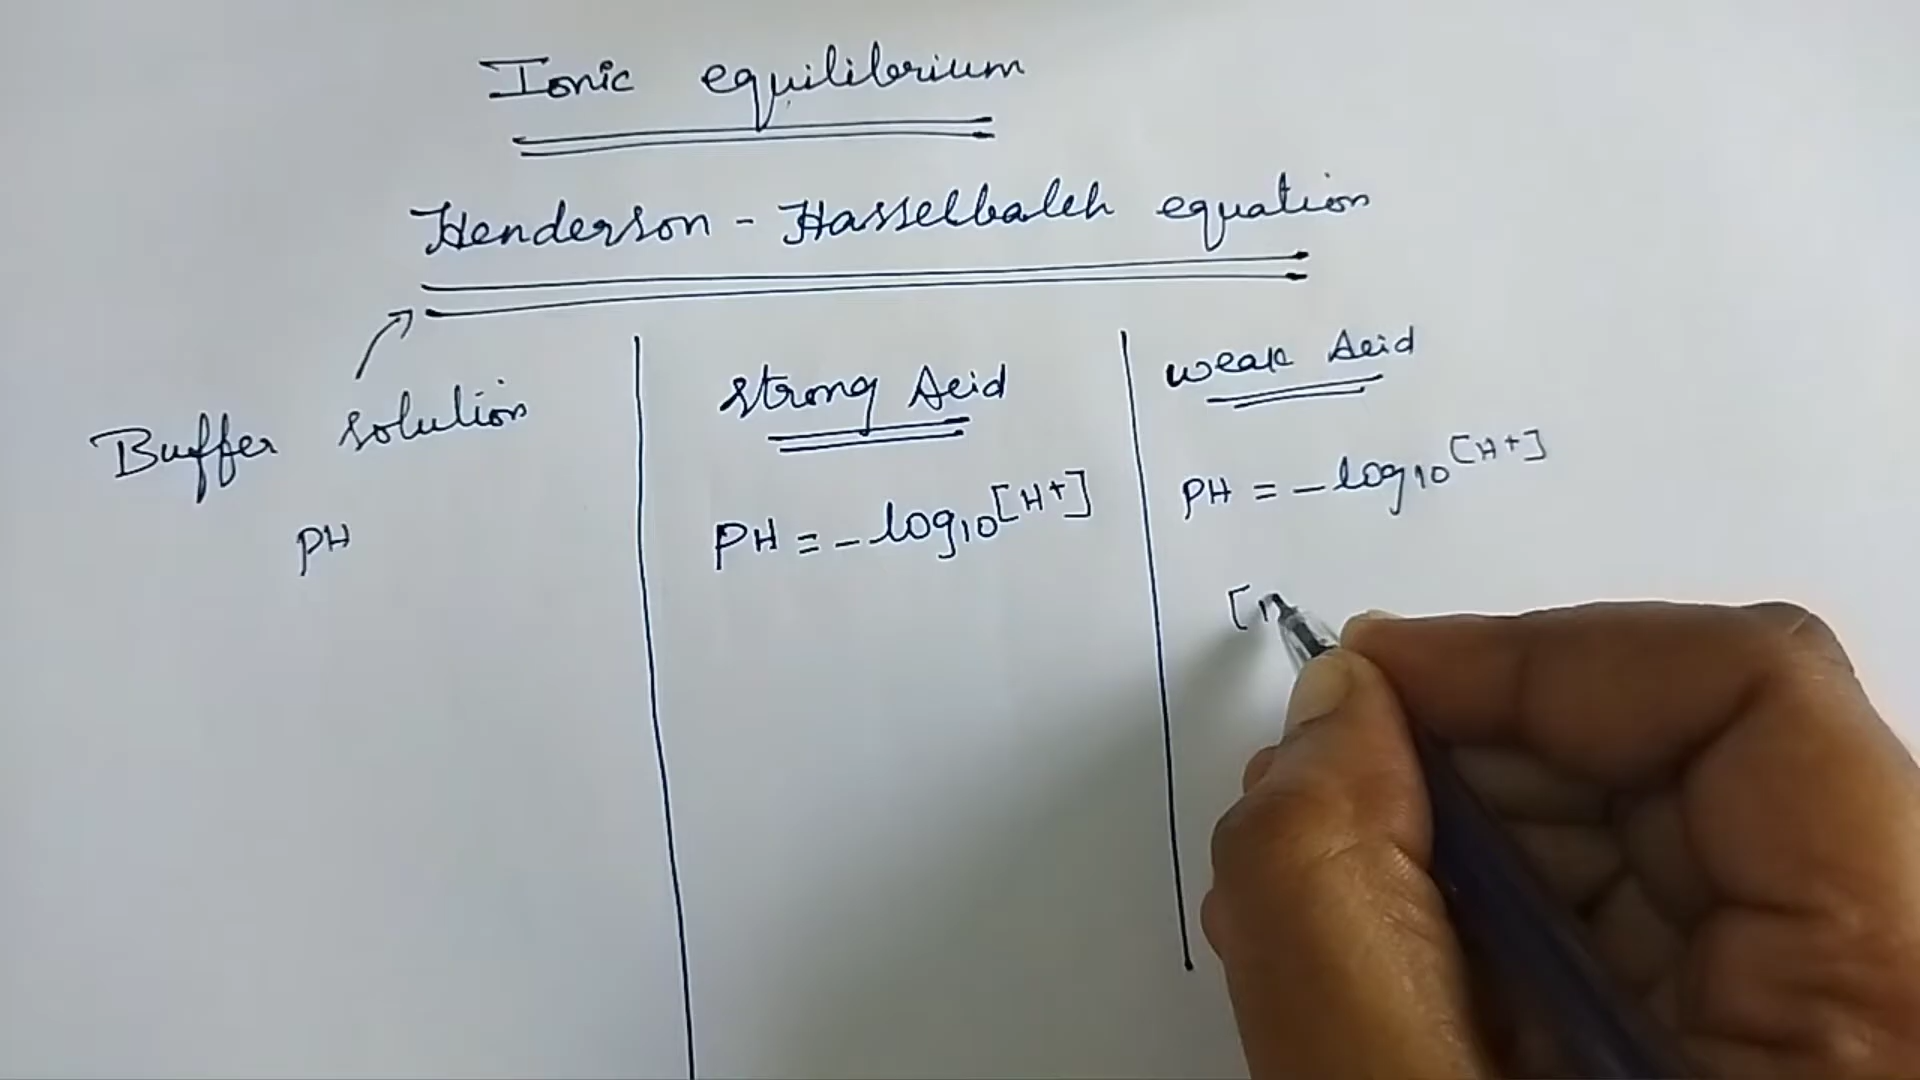 Ionic equilibrium
Henderson - Hasselbalch equation
Buffer solution
PH
Strong Acid
PH = -log10[H+]
weak Acid
PH = -log10[H+]
[